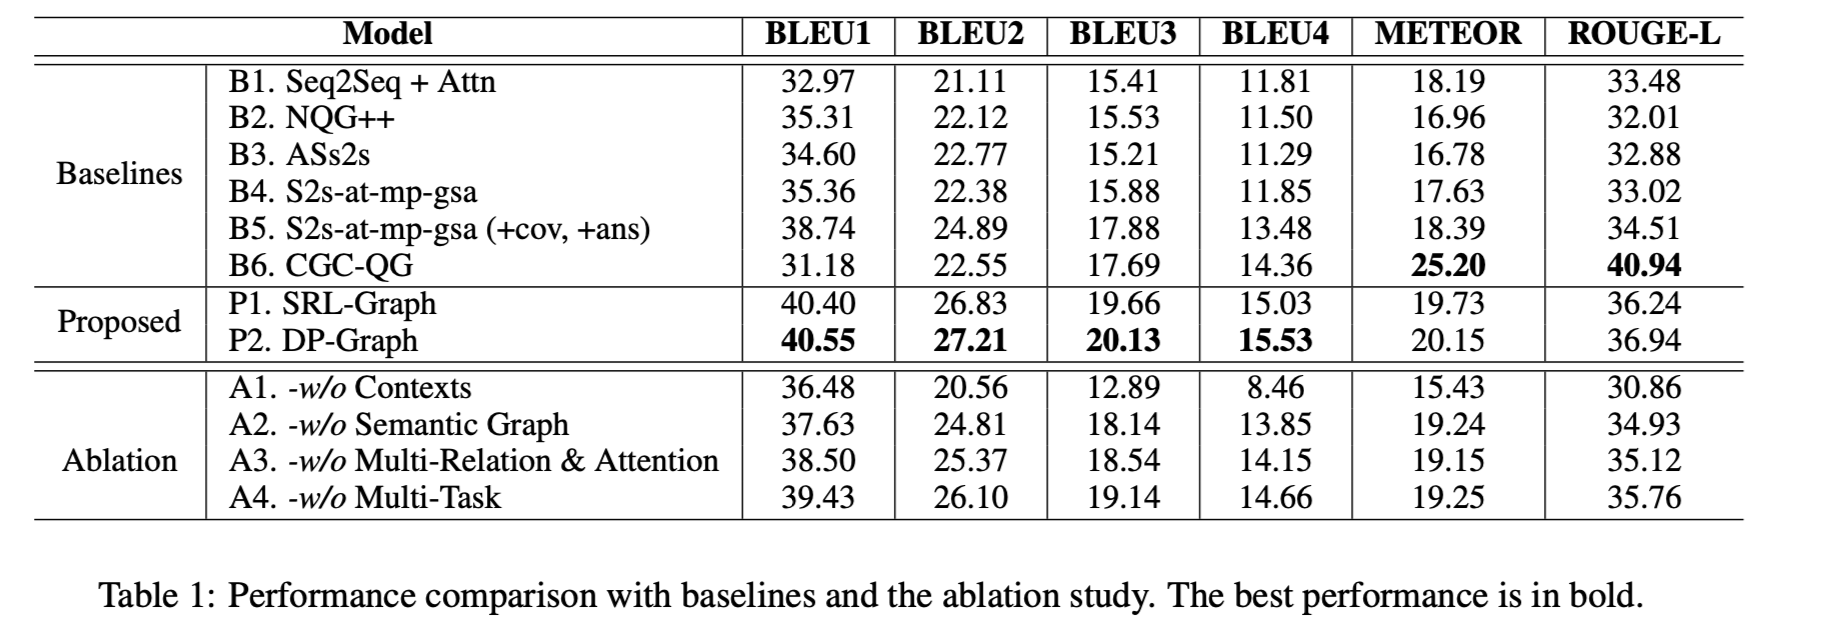 Model BLEU1 BLEU2 BLEU3 BLEU4 METEOR ROUGE-L
Baselines
B1. Seq2Seq + Attn 32.97 21.11 15.41 11.81 18.19 33.48
B2. NQG++ 35.31 22.12 15.53 11.50 16.96 32.01
B3. ASs2s 34.60 22.77 15.21 11.29 16.78 32.88
B4. S2s-at-mp-gsa 35.36 22.38 15.88 11.85 17.63 33.02
B5. S2s-at-mp-gsa (+cov, +ans) 38.74 24.89 17.88 13.48 18.39 34.51
B6. CGC-QG 31.18 22.55 17.69 14.36 25.20 40.94
Proposed
P1. SRL-Graph 40.40 26.83 19.66 15.03 19.73 36.24
P2. DP-Graph 40.55 27.21 20.13 15.53 20.15 36.94
Ablation
A1. -w/o Contexts 36.48 20.56 12.89 8.46 15.43 30.86
A2. -w/o Semantic Graph 37.63 24.81 18.14 13.85 19.24 34.93
A3. -w/o Multi-Relation & Attention 38.50 25.37 18.54 14.15 19.15 35.12
A4. -w/o Multi-Task 39.43 26.10 19.14 14.66 19.25 35.76
Table 1: Performance comparison with baselines and the ablation study. The best performance is in bold.